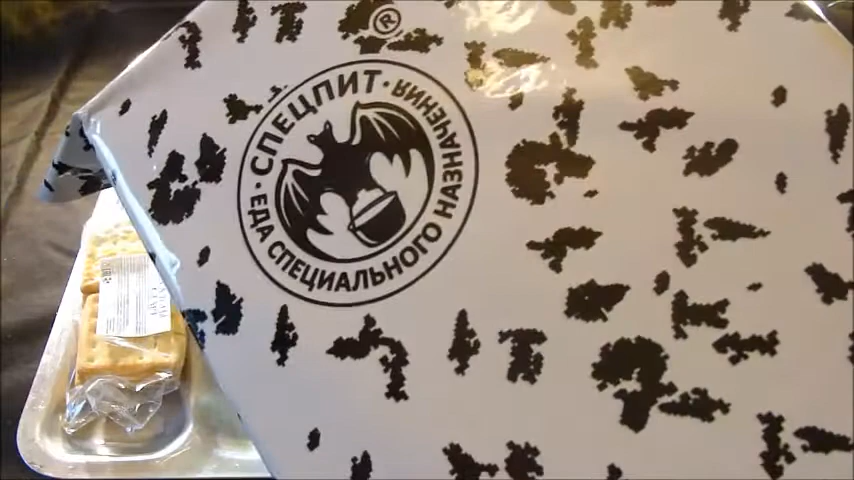 ®
СПЕЦПИТ·
·ЕДА СПЕЦИАЛЬНОГО НАЗНАЧЕНИЯ·